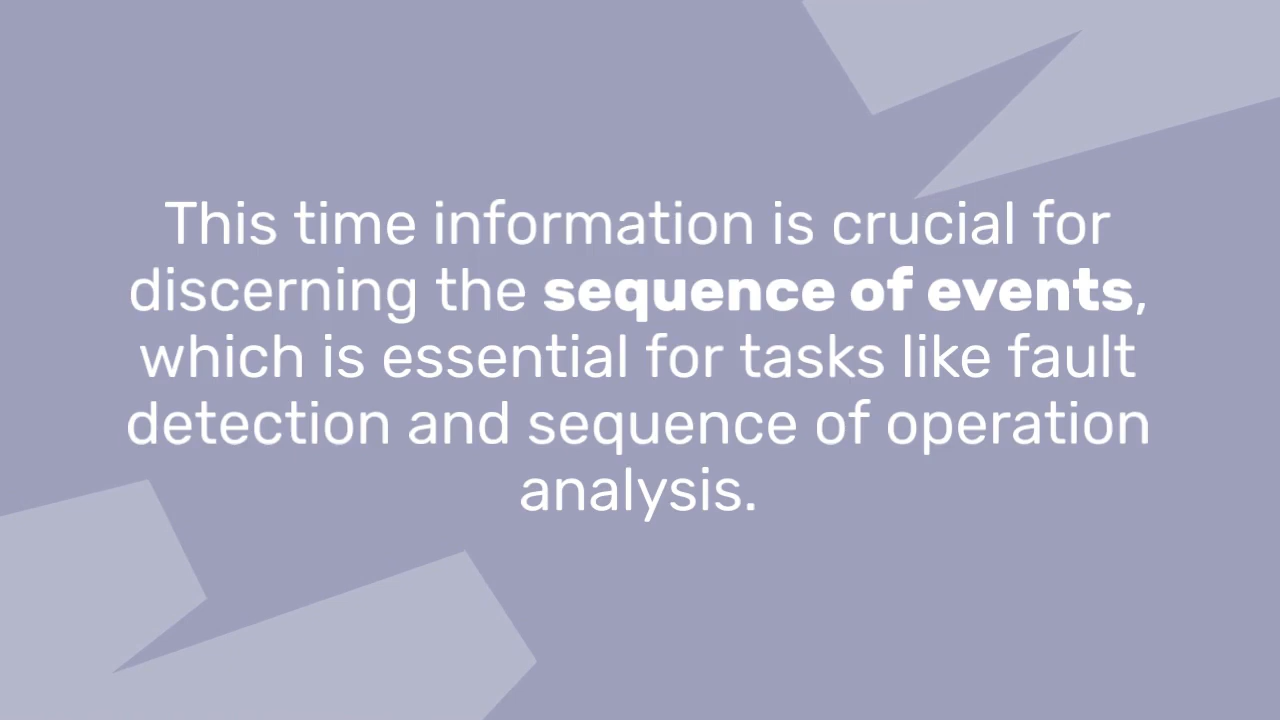 This time information is crucial for
discerning the sequence of events,
which is essential for tasks like fault
detection and sequence of operation
analysis.